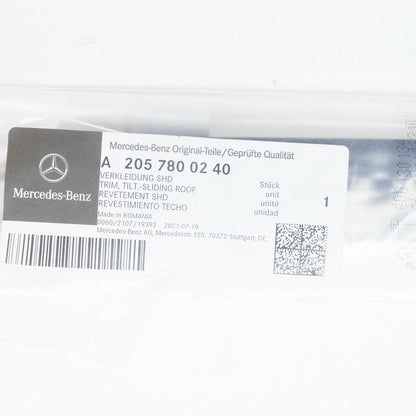 Mercedes-Benz Original-Teile/Geprüfte Qualität
A 205 780 02 40
VERKLEIDUNG SHD
TRIM, TILT.-SLIDING ROOF
REVETEMENT SHD
REVESTIMIENTO TECHO
Stück
unit
unité
unidad
1
Made in ROMANIA
0060/2107/19392 2021-07-19
Mercedes-Benz AG, Mercedesstr. 120, 70372 Stuttgart, DE
Mercedes-Benz